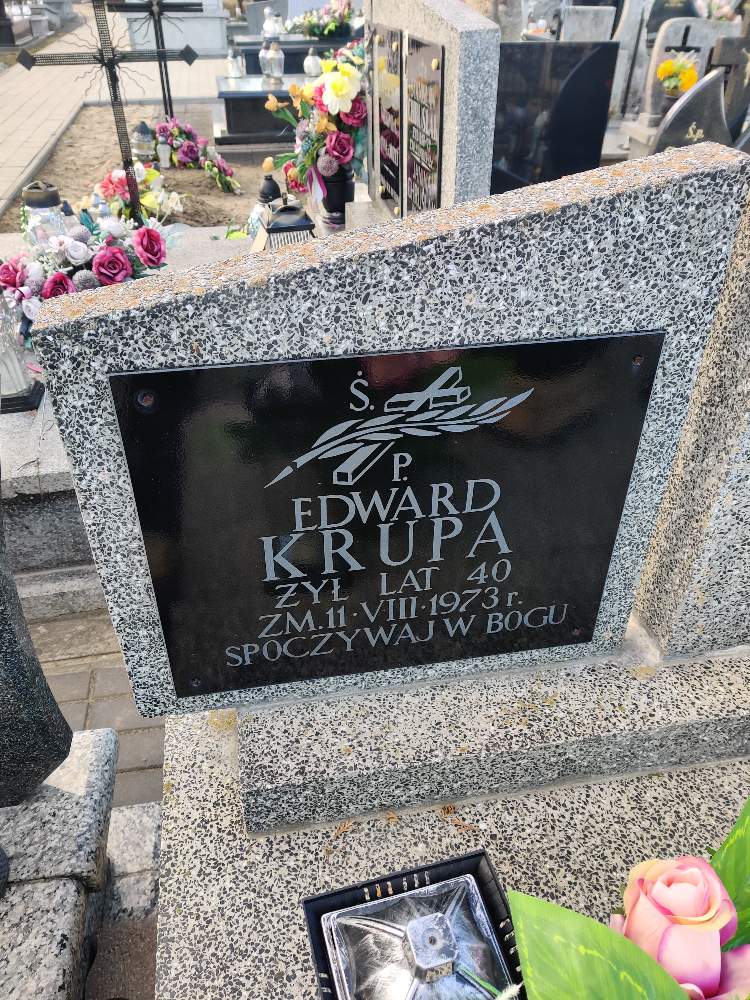 Ś.
P.
EDWARD
KRUPA
ŻYŁ LAT 40
ZM. 11·VIII·1973 r.
SPOCZYWAJ W BOGU